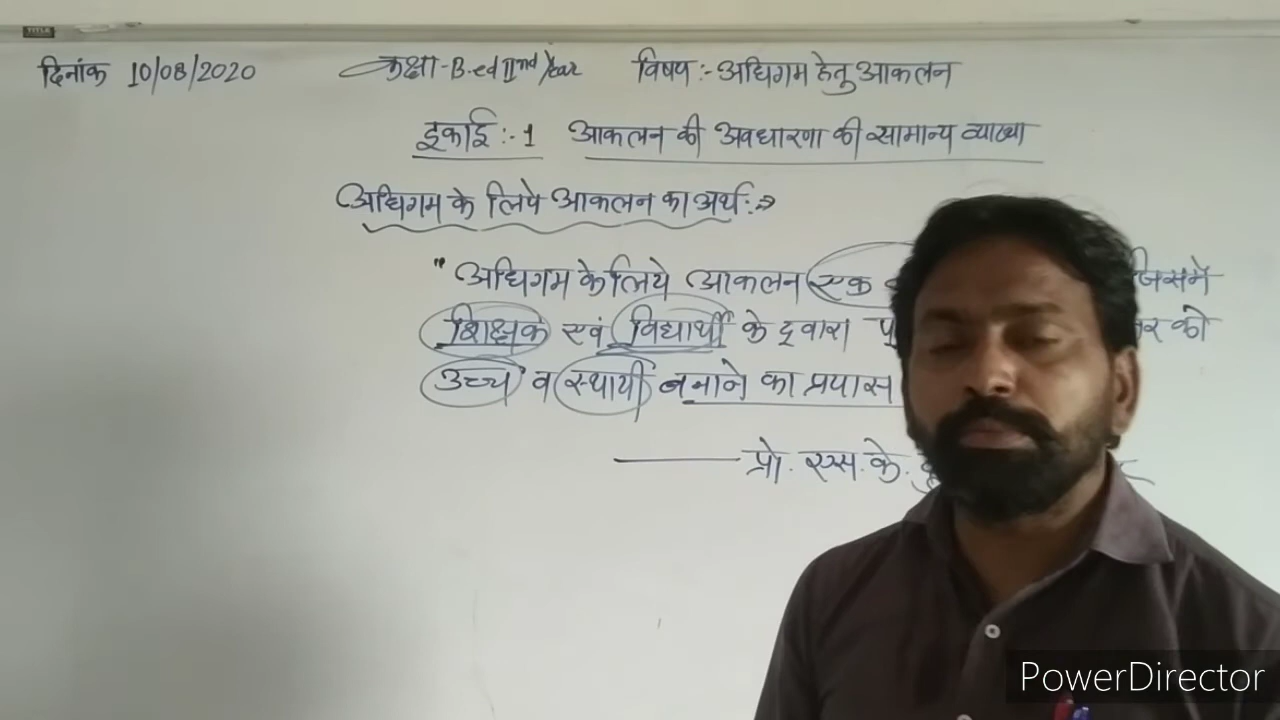 TITLE
दिनांक 10/08/2020 कक्षा-B.ed IInd Year विषय:- अधिगम हेतु आकलन
इकाई:-1 आकलन की अवधारणा की सामान्य व्याख्या
अधिगम के लिये आकलन का अर्थ:→
" अधिगम के लिये आकलन एक जिसमें
शिक्षक एवं विद्यार्थी के द्वारा को
उच्च व स्थायी बनाने का प्रयास
प्रो. एस. के.
PowerDirector